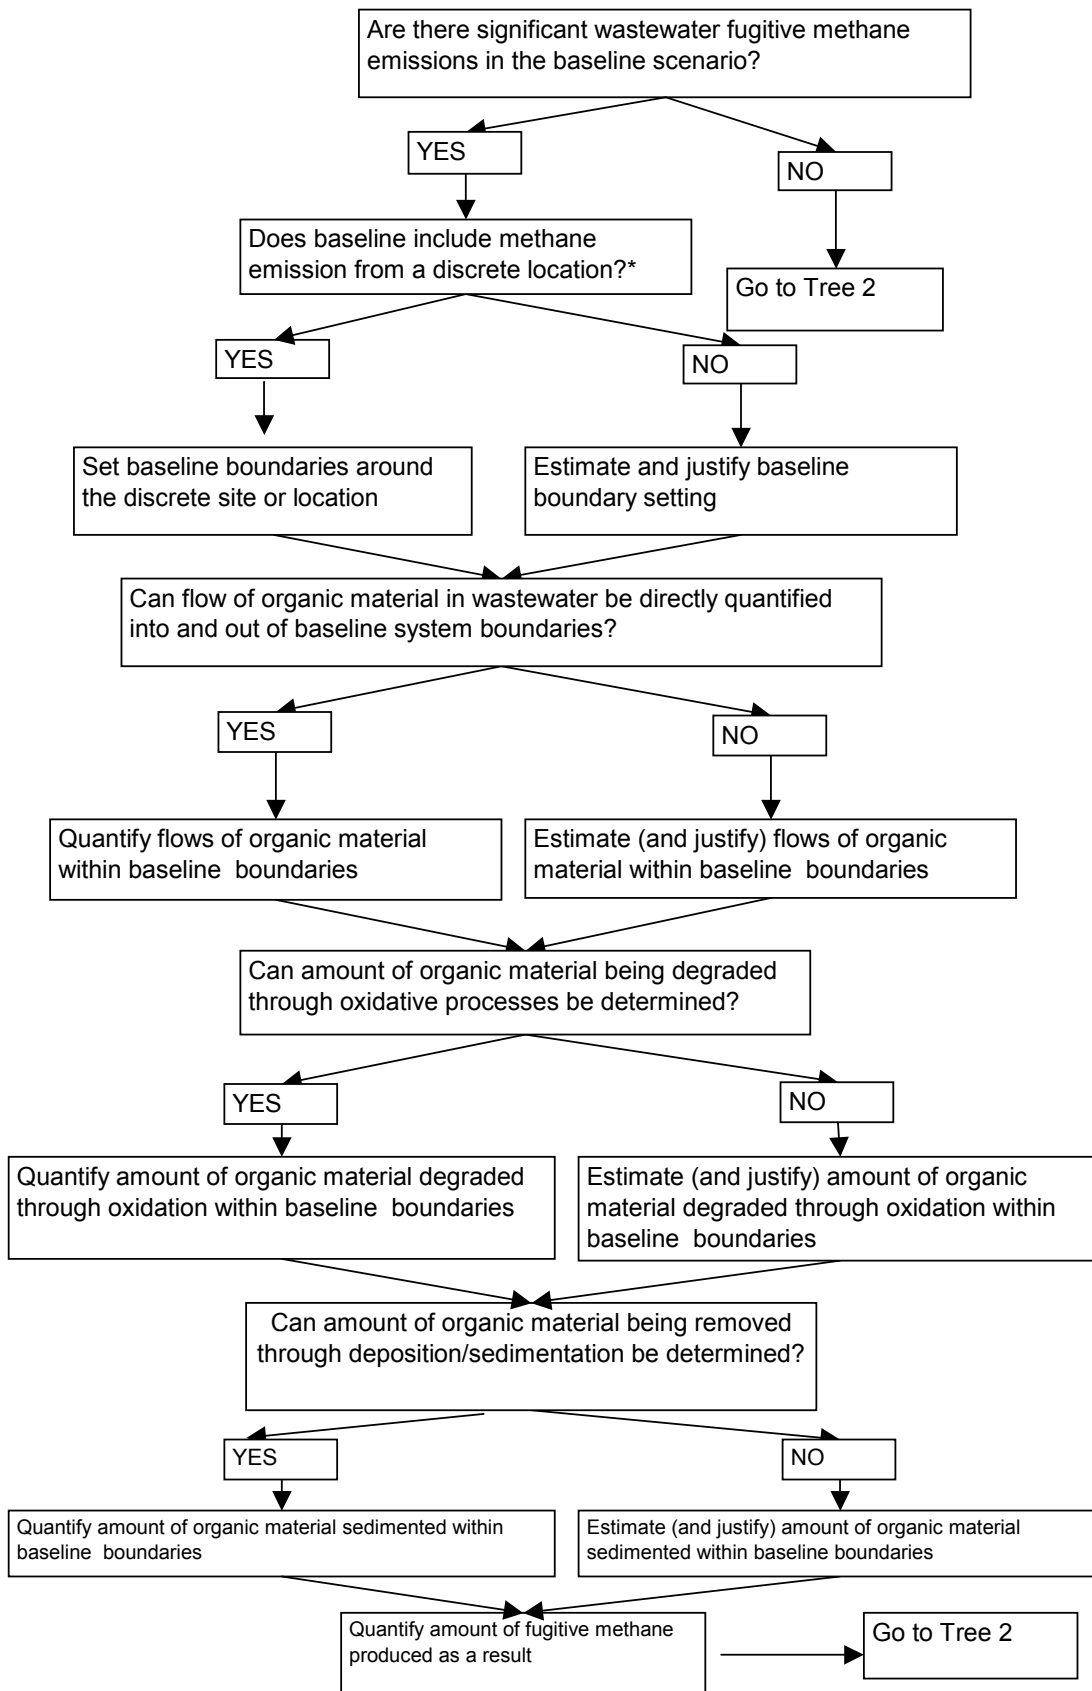 Are there significant wastewater fugitive methane
emissions in the baseline scenario?
YES
NO
Does baseline include methane
emission from a discrete location?*
Go to Tree 2
YES
NO
Set baseline boundaries around
the discrete site or location
Estimate and justify baseline
boundary setting
Can flow of organic material in wastewater be directly quantified
into and out of baseline system boundaries?
YES
NO
Quantify flows of organic material
within baseline boundaries
Estimate (and justify) flows of organic
material within baseline boundaries
Can amount of organic material being degraded
through oxidative processes be determined?
YES
NO
Quantify amount of organic material degraded
through oxidation within baseline boundaries
Estimate (and justify) amount of organic
material degraded through oxidation within
baseline boundaries
Can amount of organic material being removed
through deposition/sedimentation be determined?
YES
NO
Quantify amount of organic material sedimented within
baseline boundaries
Estimate (and justify) amount of organic material
sedimented within baseline boundaries
Quantify amount of fugitive methane
produced as a result
Go to Tree 2